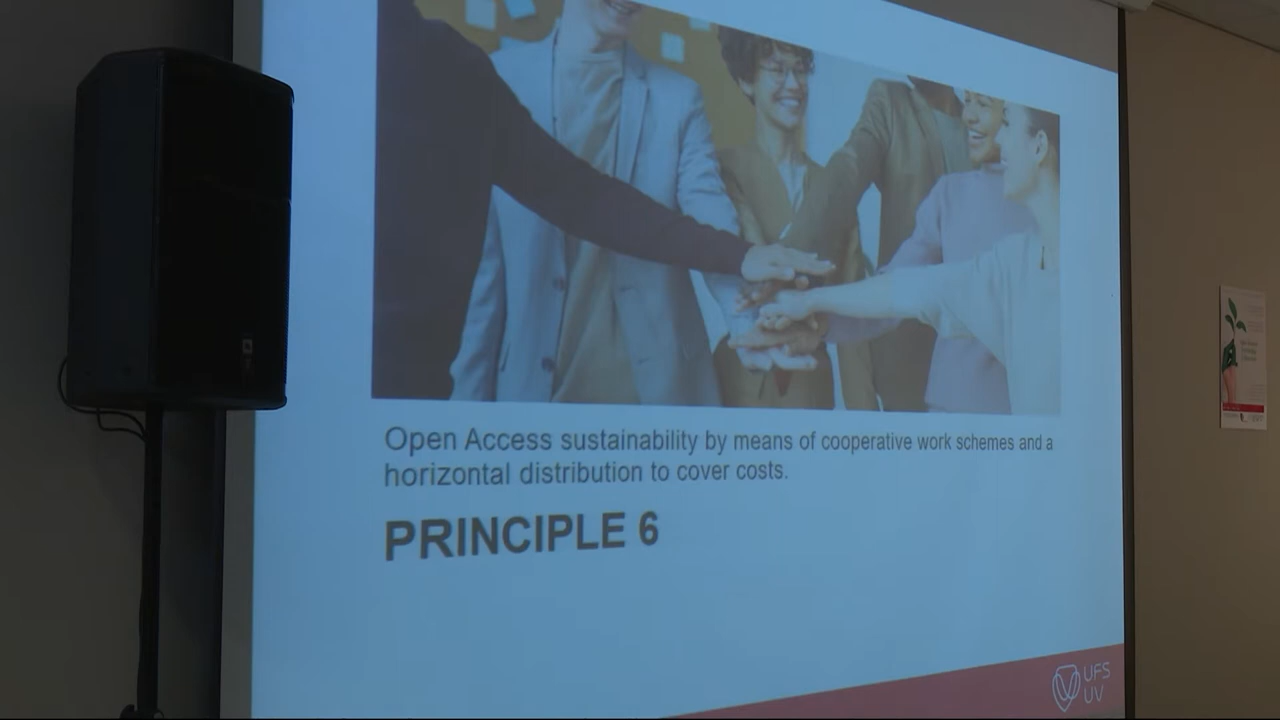 Open Access sustainability by means of cooperative work schemes and a
horizontal distribution to cover costs.
PRINCIPLE 6
UFS
UV